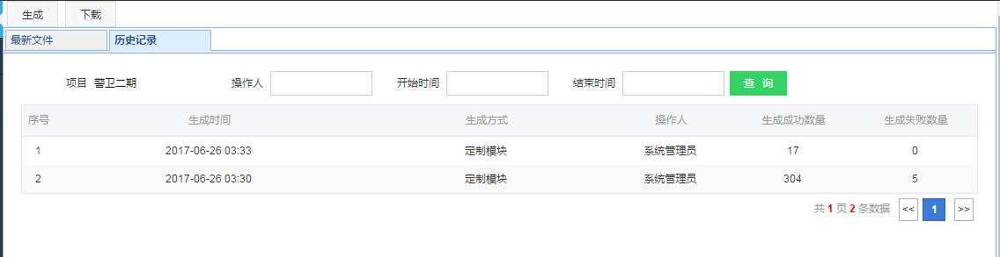 生成 下载
最新文件 历史记录
项目 警卫二期 操作人 开始时间 结束时间 查 询
序号 生成时间 生成方式 操作人 生成成功数量 生成失败数量
1 2017-06-26 03:33 定制模块 系统管理员 17 0
2 2017-06-26 03:30 定制模块 系统管理员 304 5
共 1 页 2 条数据 << 1 >>